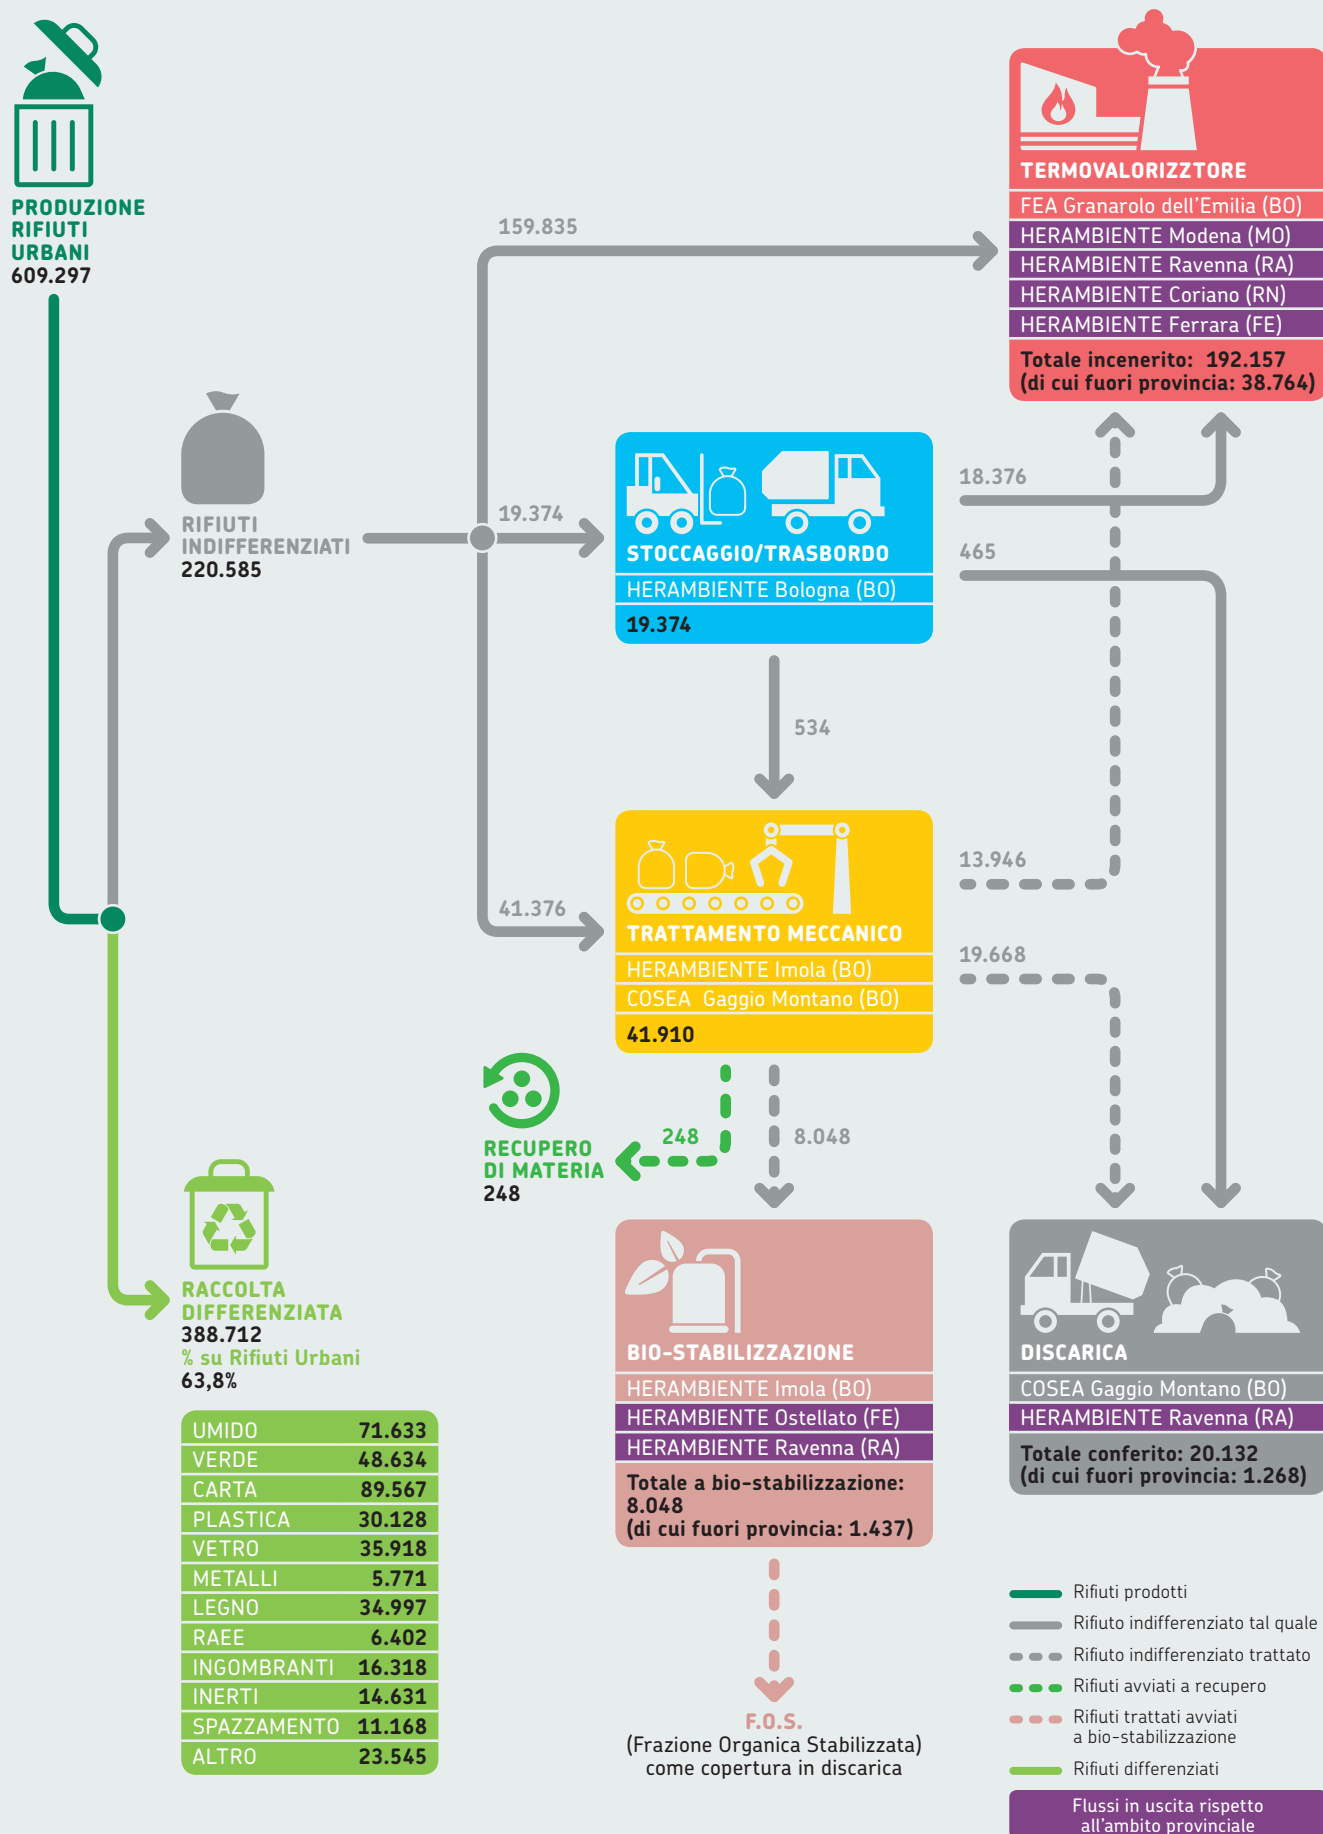 PRODUZIONE
RIFIUTI
URBANI
609.297
RIFIUTI
INDIFFERENZIATI
220.585
159.835
19.374
41.376
TERMOVALORIZZTORE
FEA Granarolo dell'Emilia (BO)
HERAMBIENTE Modena (MO)
HERAMBIENTE Ravenna (RA)
HERAMBIENTE Coriano (RN)
HERAMBIENTE Ferrara (FE)
Totale incenerito: 192.157
(di cui fuori provincia: 38.764)
STOCCAGGIO/TRASBORDO
HERAMBIENTE Bologna (BO)
19.374
18.376
465
534
TRATTAMENTO MECCANICO
HERAMBIENTE Imola (BO)
COSEA Gaggio Montano (BO)
41.910
13.946
19.668
RECUPERO
DI MATERIA
248
248
8.048
RACCOLTA
DIFFERENZIATA
388.712
% su Rifiuti Urbani
63,8%
UMIDO 71.633
VERDE 48.634
CARTA 89.567
PLASTICA 30.128
VETRO 35.918
METALLI 5.771
LEGNO 34.997
RAEE 6.402
INGOMBRANTI 16.318
INERTI 14.631
SPAZZAMENTO 11.168
ALTRO 23.545
BIO-STABILIZZAZIONE
HERAMBIENTE Imola (BO)
HERAMBIENTE Ostellato (FE)
HERAMBIENTE Ravenna (RA)
Totale a bio-stabilizzazione:
8.048
(di cui fuori provincia: 1.437)
F.O.S.
(Frazione Organica Stabilizzata)
come copertura in discarica
DISCARICA
COSEA Gaggio Montano (BO)
HERAMBIENTE Ravenna (RA)
Totale conferito: 20.132
(di cui fuori provincia: 1.268)
Rifiuti prodotti
Rifiuto indifferenziato tal quale
Rifiuto indifferenziato trattato
Rifiuti avviati a recupero
Rifiuti trattati avviati
a bio-stabilizzazione
Rifiuti differenziati
Flussi in uscita rispetto
all'ambito provinciale